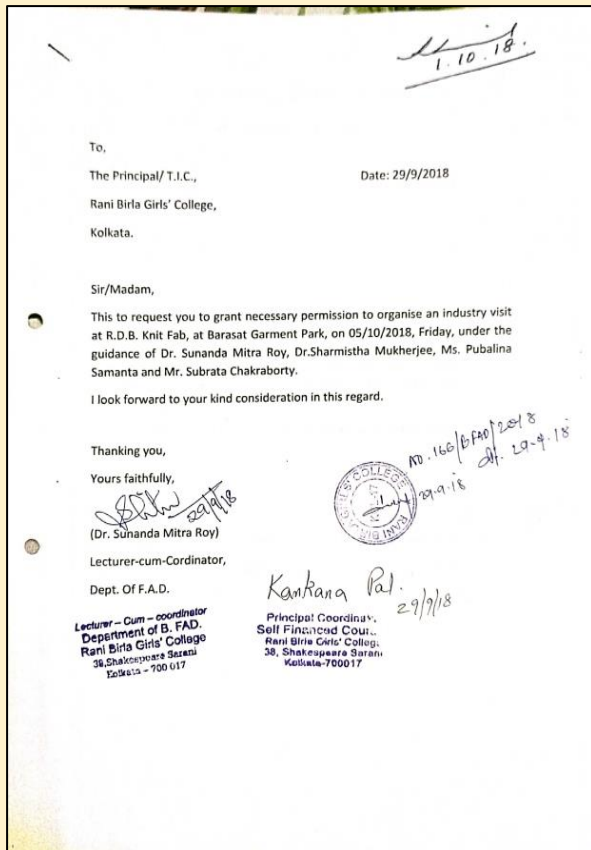 1.10.18.
To,
The Principal/ T.I.C.,
Date: 29/9/2018
Rani Birla Girls' College,
Kolkata.
Sir/Madam,
This to request you to grant necessary permission to organise an industry visit
at R.D.B. Knit Fab, at Barasat Garment Park, on 05/10/2018, Friday, under the
guidance of Dr. Sunanda Mitra Roy, Dr.Sharmistha Mukherjee, Ms. Pubalina
Samanta and Mr. Subrata Chakraborty.
I look forward to your kind consideration in this regard.
Thanking you,
Yours faithfully,
29/9/18
(Dr. Sunanda Mitra Roy)
Lecturer-cum-Cordinator,
Dept. Of F.A.D.
Lecturer – Cum – coordinator
Department of B. FAD.
Rani Birla Girls' College
38,Shakespeare Sarani
Kolkata – 700 017
NO. 166/BFAD/2018
dt. 29.9.18
29.9.18
GIRLS' COLLEGE
RANI
Kankana Pal.
29/9/18
Principal Coordinator
Self Financed Cour..
Rani Birla Girls' College
38, Shakespeare Sarani
Kolkata-700017